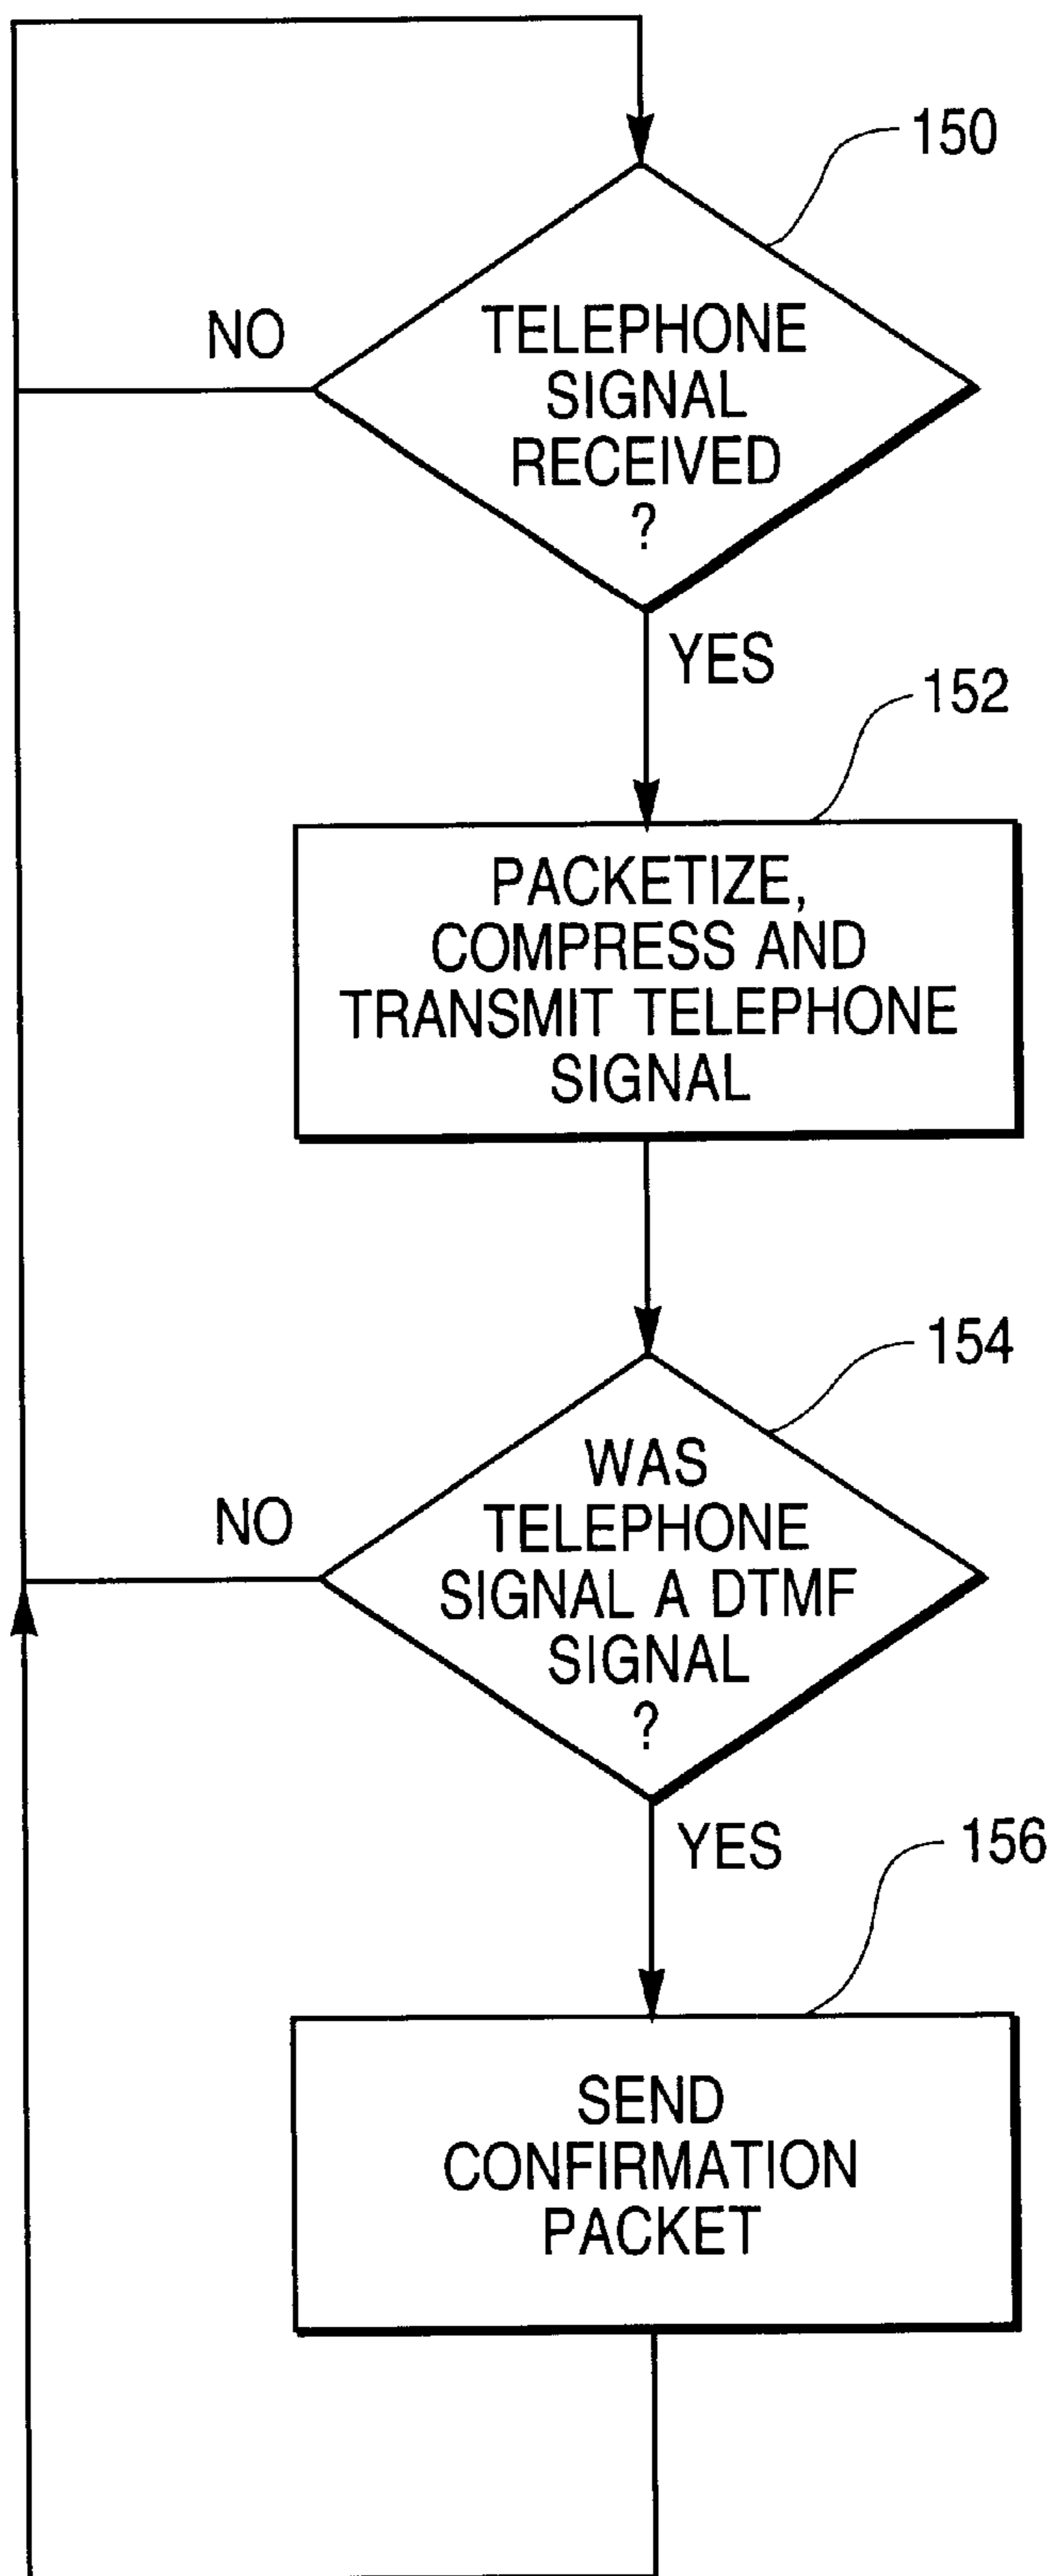 150
NO
TELEPHONE
SIGNAL
RECEIVED
?
YES
152
PACKETIZE,
COMPRESS AND
TRANSMIT TELEPHONE
SIGNAL
154
NO
WAS
TELEPHONE
SIGNAL A DTMF
SIGNAL
?
YES
156
SEND
CONFIRMATION
PACKET